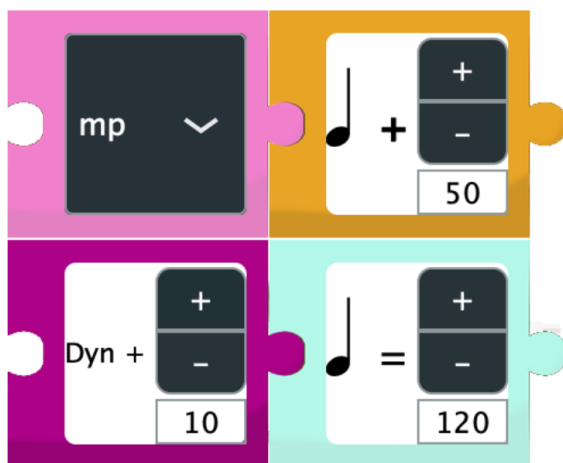 mp
♩ + + −
50
Dyn + + −
10
♩ = + −
120